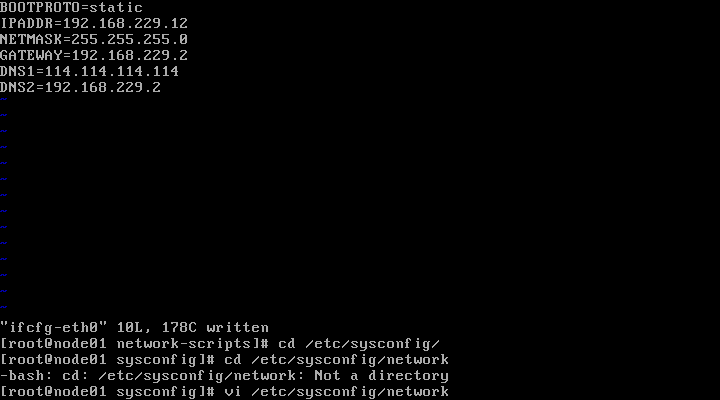 BOOTPROTO=static
IPADDR=192.168.229.12
NETMASK=255.255.255.0
GATEWAY=192.168.229.2
DNS1=114.114.114.114
DNS2=192.168.229.2
~
~
~
~
~
~
~
~
~
~
~
~
~
~
"ifcfg-eth0" 10L, 178C written
[root@node01 network-scripts]# cd /etc/sysconfig/
[root@node01 sysconfig]# cd /etc/sysconfig/network
-bash: cd: /etc/sysconfig/network: Not a directory
[root@node01 sysconfig]# vi /etc/sysconfig/network